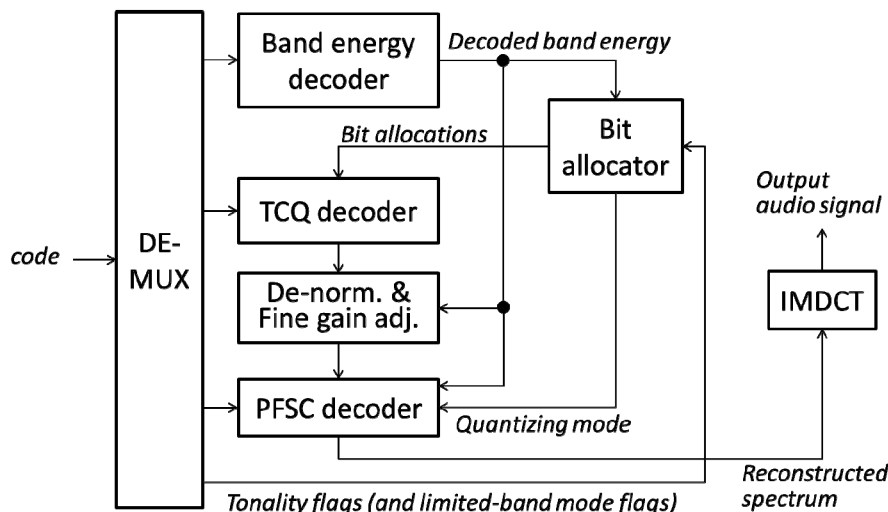 Band energy
decoder
Decoded band energy
Bit allocations
Bit
allocator
Output
audio signal
TCQ decoder
code
DE-
MUX
De-norm. &
Fine gain adj.
IMDCT
PFSC decoder
Quantizing mode
Reconstructed
spectrum
Tonality flags (and limited-band mode flags)